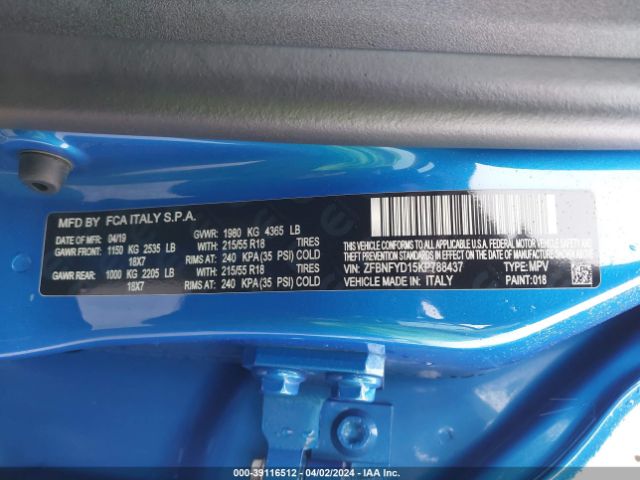 MFD BY FCA ITALY S.P.A.
DATE OF MFR: 04/19
GAWR FRONT: 1150 KG 2535 LB
18X7
GAWR REAR: 1000 KG 2205 LB
18X7
GVWR: 1980 KG 4365 LB
WITH: 215/55 R18 TIRES
RIMS AT: 240 KPA(35 PSI) COLD
WITH: 215/55 R18 TIRES
RIMS AT: 240 KPA(35 PSI) COLD
THIS VEHICLE CONFORMS TO ALL APPLICABLE
FEDERAL MOTOR VEHICLE SAFETY, BUMPER, AND
THEFT PREVENTION STANDARDS IN EFFECT ON THE
DATE OF MANUFACTURE SHOWN ABOVE.
VIN: ZFBNFYD15KP788437 TYPE: MPV
VEHICLE MADE IN: ITALY PAINT: 018
000-39116512 - 04/02/2024 - IAA Inc.